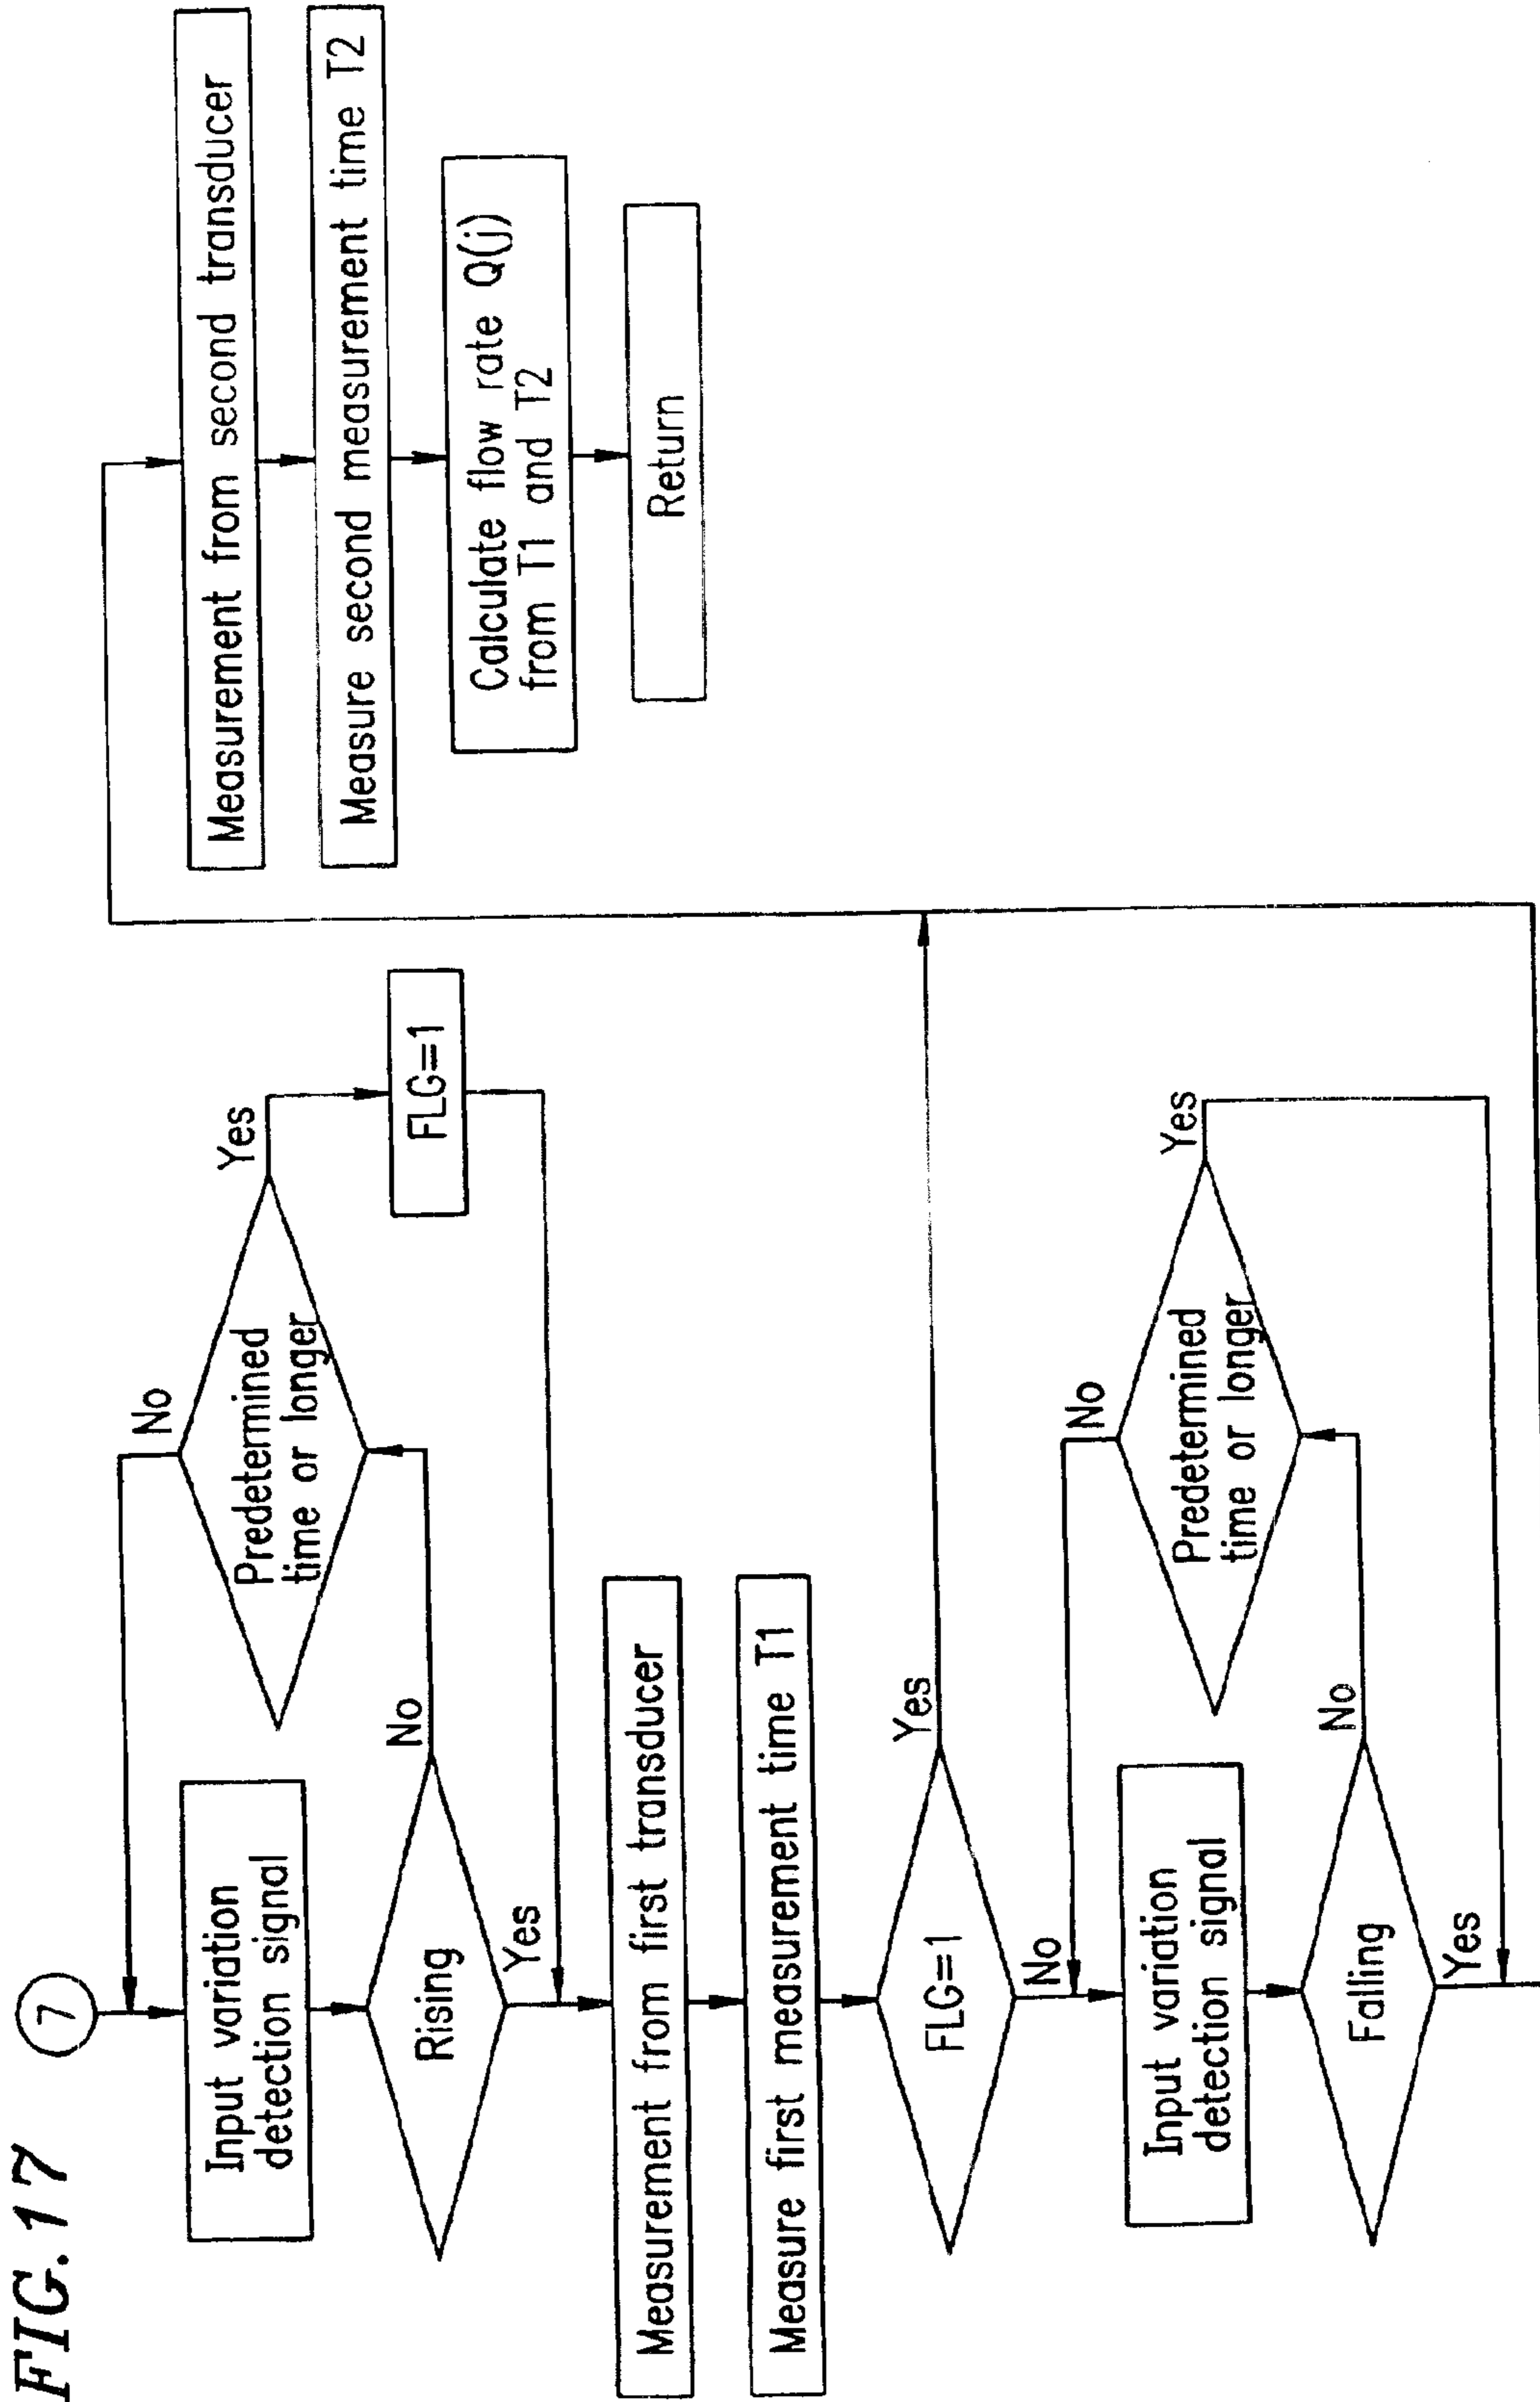 FIG. 17
7
Input variation
detection signal
Rising
No
Yes
Predetermined
time or longer
No
Yes
FLG=1
Measurement from first transducer
Measure first measurement time T1
FLG=1
Yes
No
Input variation
detection signal
Falling
No
Yes
Predetermined
time or longer
No
Yes
Measurement from second transducer
Measure second measurement time T2
Calculate flow rate Q(j)
from T1 and T2
Return